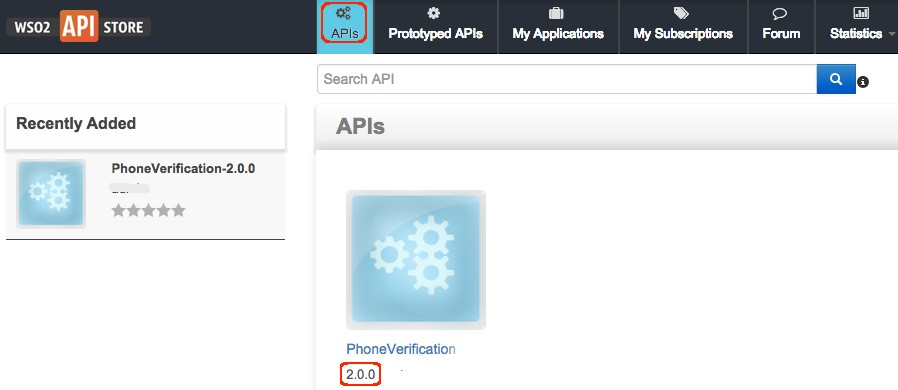 WSO2 API STORE
APIs
Prototyped APIs
My Applications
My Subscriptions
Forum
Statistics
Search API
Recently Added
PhoneVerification-2.0.0
APIs
PhoneVerification
2.0.0